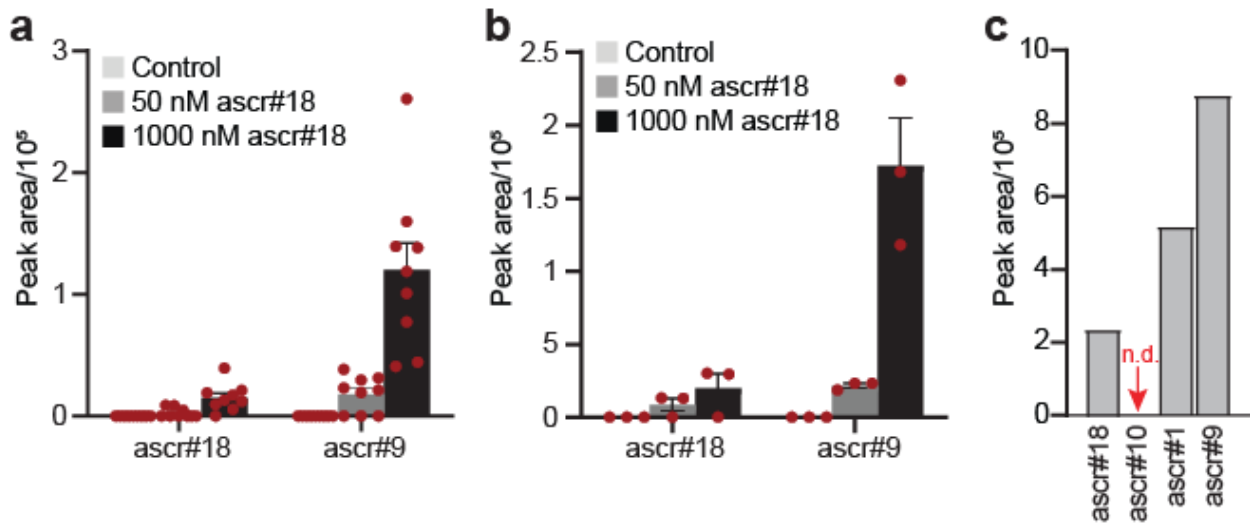 a
3
2
1
0
Peak area/10⁵
Control
50 nM ascr#18
1000 nM ascr#18
ascr#18
ascr#9
b
2.5
2
1.5
1
5
0
Peak area/10⁵
Control
50 nM ascr#18
1000 nM ascr#18
ascr#18
ascr#9
c
10
8
6
4
2
0
Peak area/10⁵
n.d.
ascr#18
ascr#10
ascr#1
ascr#9